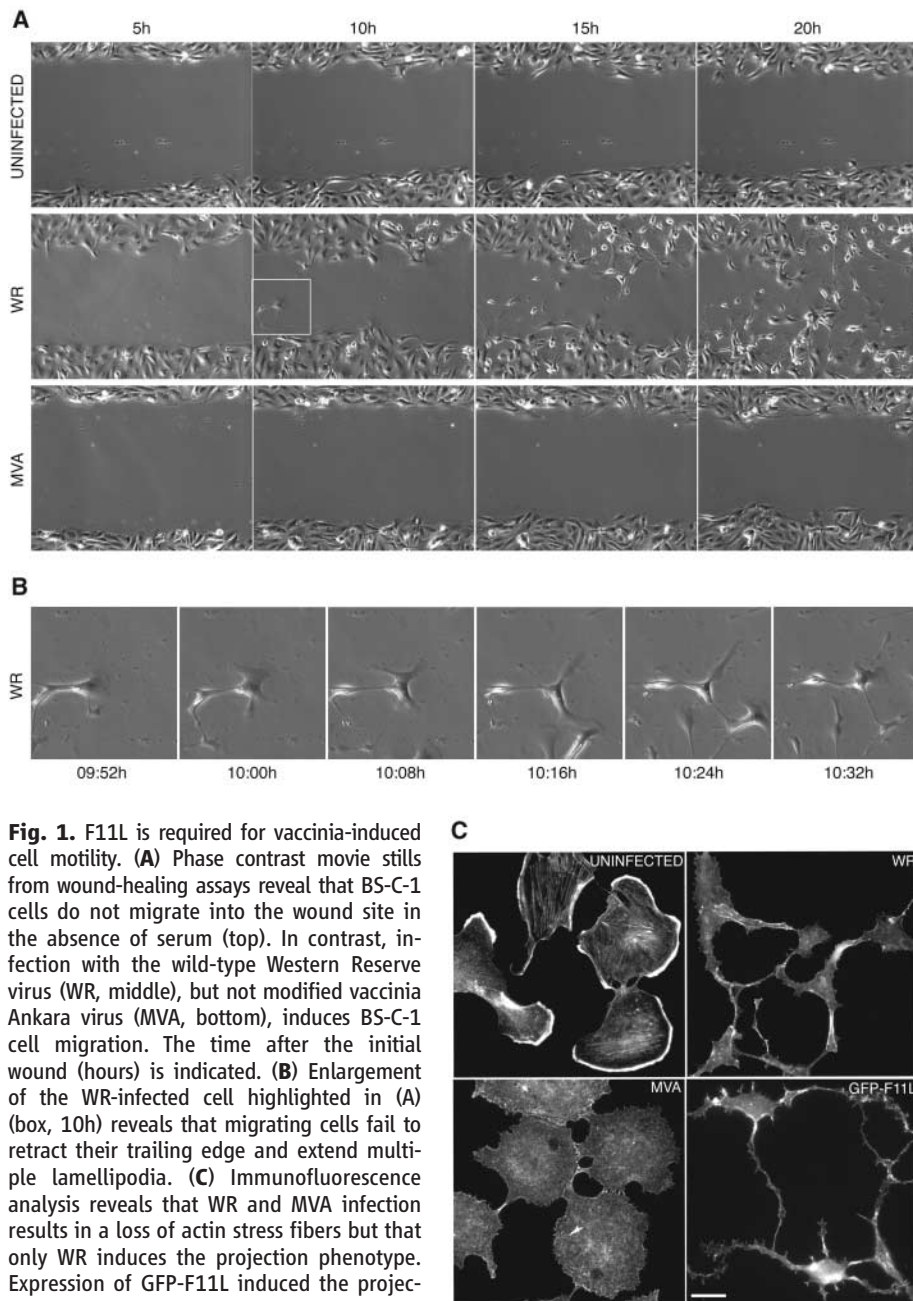 A
5h 10h 15h 20h
UNINFECTED
WR
MVA
B
WR
09:52h 10:00h 10:08h 10:16h 10:24h 10:32h
Fig. 1. F11L is required for vaccinia-induced
cell motility. (A) Phase contrast movie stills
from wound-healing assays reveal that BS-C-1
cells do not migrate into the wound site in
the absence of serum (top). In contrast, in-
fection with the wild-type Western Reserve
virus (WR, middle), but not modified vaccinia
Ankara virus (MVA, bottom), induces BS-C-1
cell migration. The time after the initial
wound (hours) is indicated. (B) Enlargement
of the WR-infected cell highlighted in (A)
(box, 10h) reveals that migrating cells fail to
retract their trailing edge and extend multi-
ple lamellipodia. (C) Immunofluorescence
analysis reveals that WR and MVA infection
results in a loss of actin stress fibers but that
only WR induces the projection phenotype.
Expression of GFP-F11L induced the projec-
C
UNINFECTED WR
MVA GFP-F11L